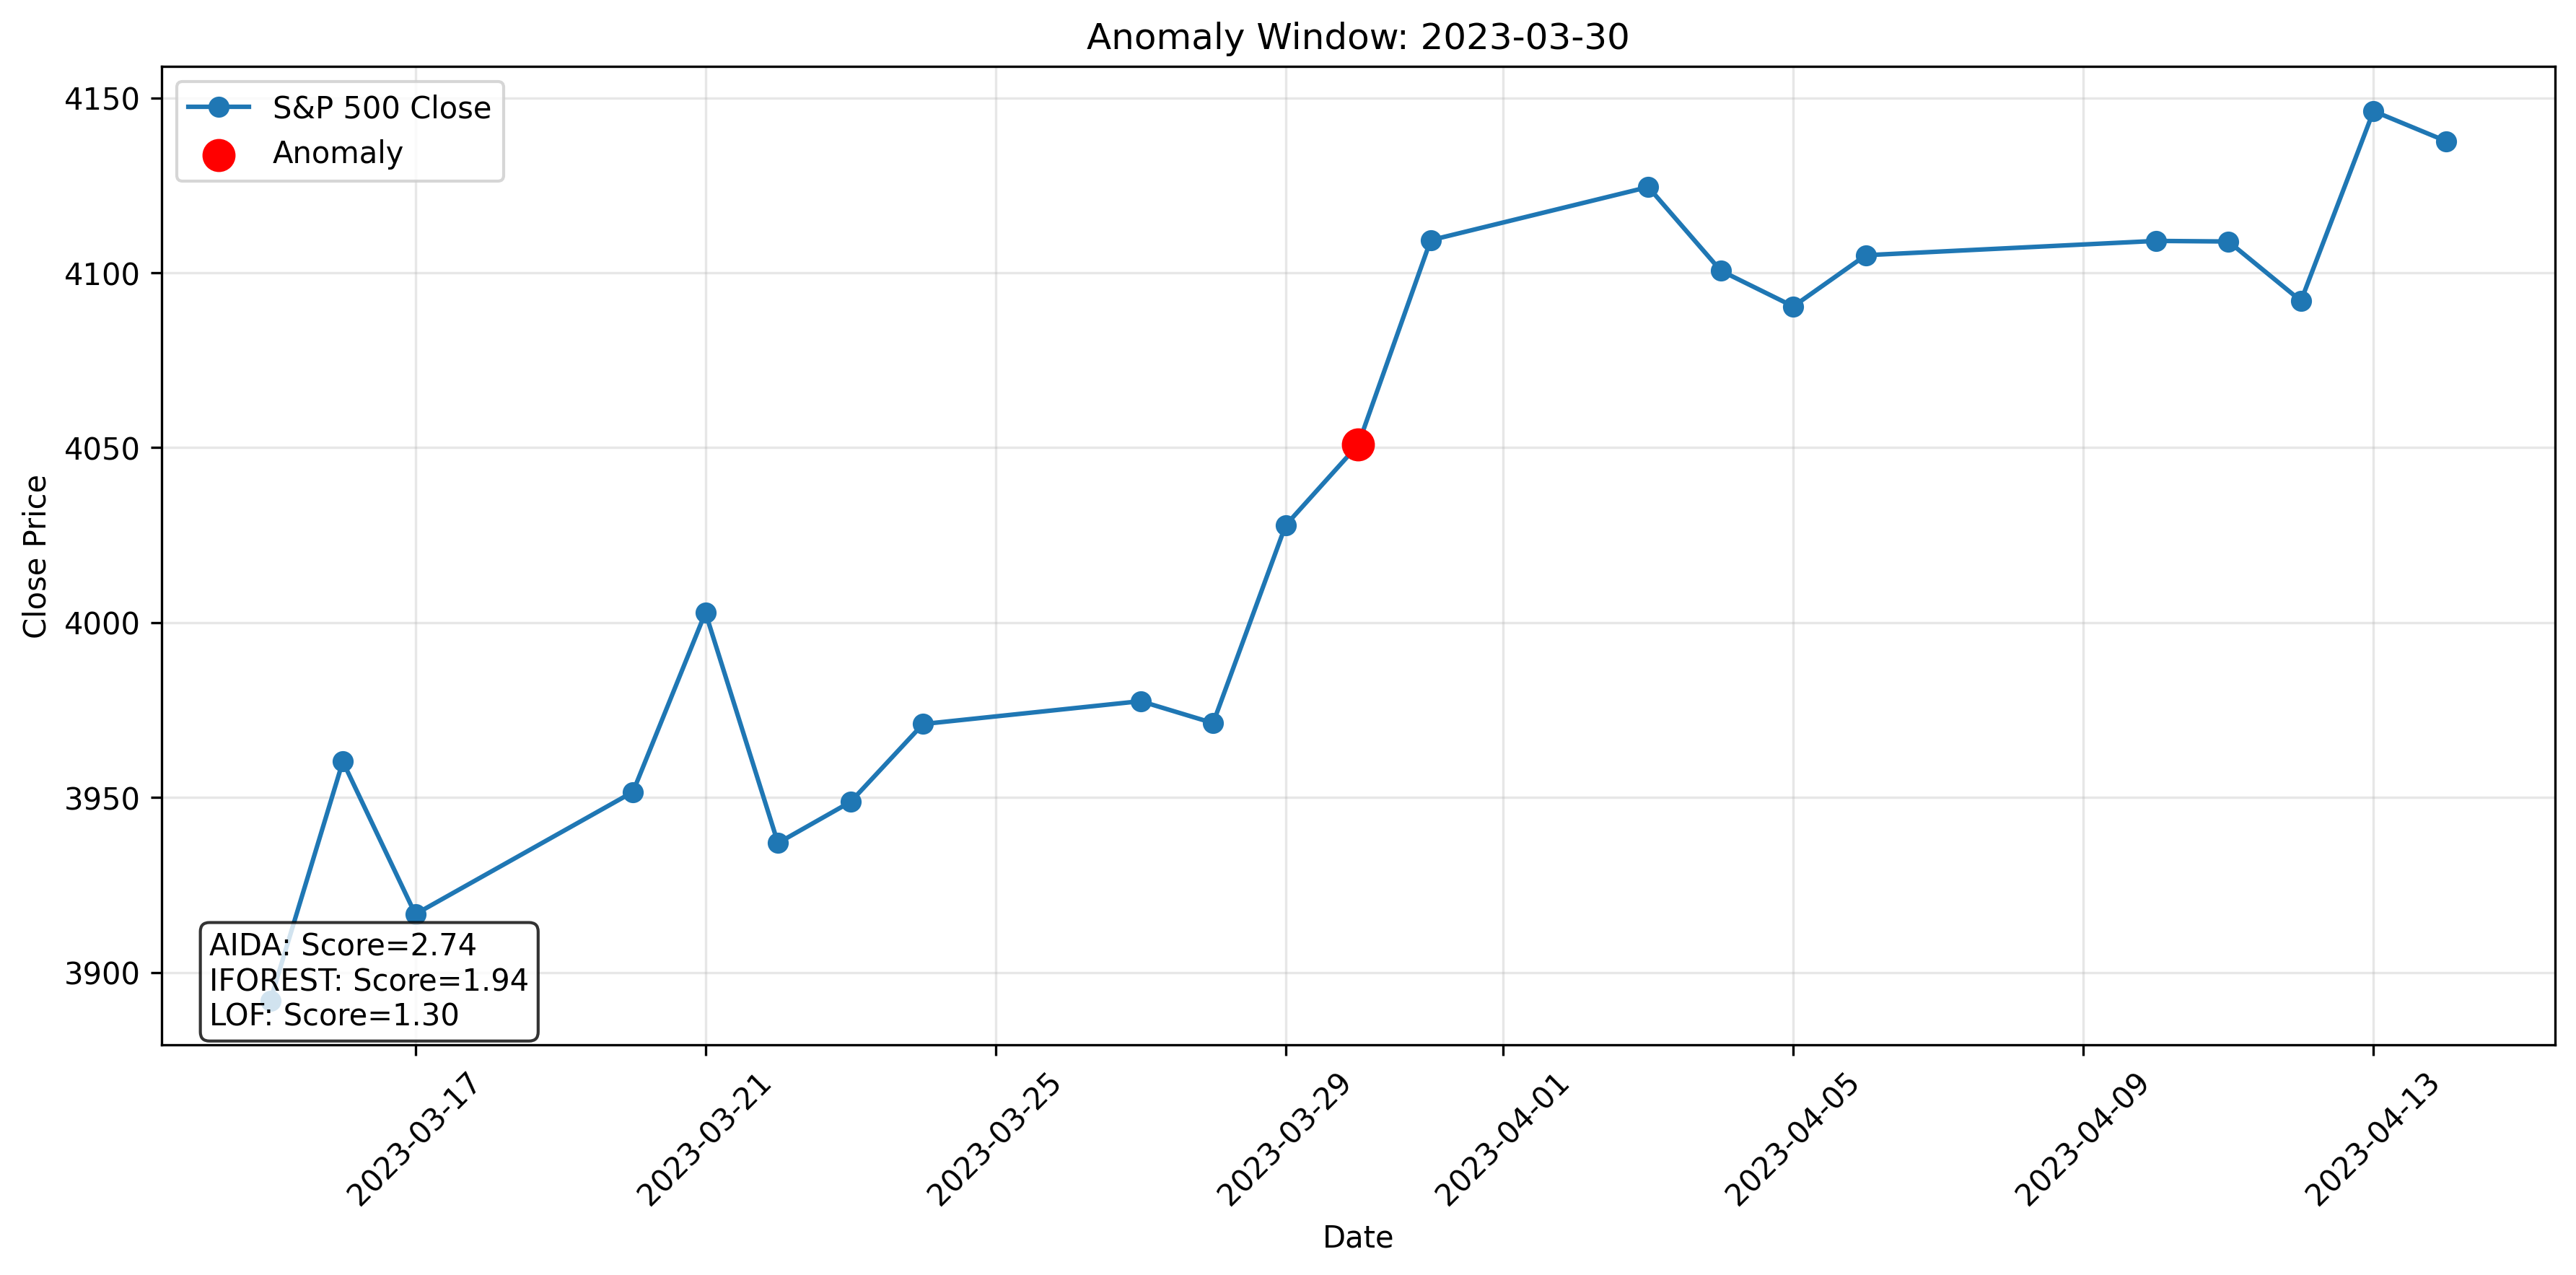 Anomaly Window: 2023-03-30
S&P 500 Close
Anomaly
4150
4100
4050
4000
3950
3900
Close Price
AIDA: Score=2.74
IFOREST: Score=1.94
LOF: Score=1.30
2023-03-17
2023-03-21
2023-03-25
2023-03-29
2023-04-01
2023-04-05
2023-04-09
2023-04-13
Date